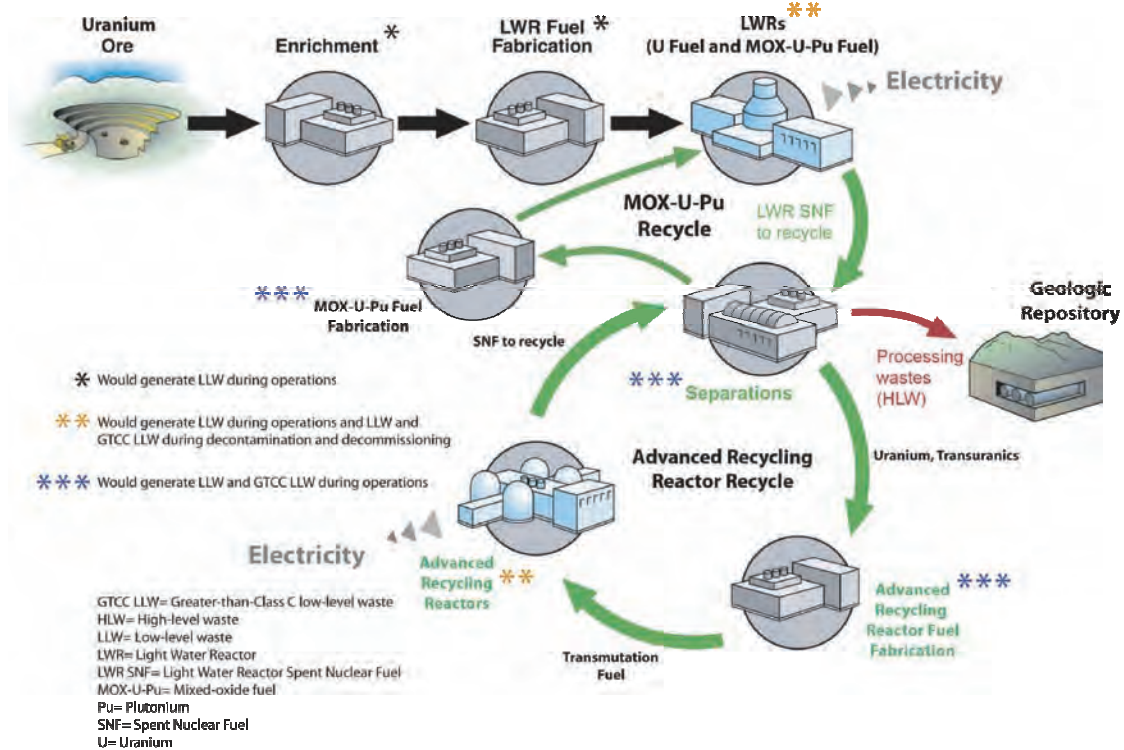 Uranium
Ore
Enrichment *
LWR Fuel *
Fabrication
LWRs **
(U Fuel and MOX-U-Pu Fuel)
Electricity
MOX-U-Pu
Recycle
LWR SNF
to recycle
*** MOX-U-Pu Fuel
Fabrication
SNF to recycle
*** Separations
Processing
wastes
(HLW)
Geologic
Repository
* Would generate LLW during operations
** Would generate LLW during operations and LLW and
GTCC LLW during decontamination and decommissioning
*** Would generate LLW and GTCC LLW during operations
Advanced Recycling
Reactor Recycle
Uranium, Transuranics
Electricity
Advanced
Recycling **
Reactors
Advanced ***
Recycling
Reactor Fuel
Fabrication
Transmutation
Fuel
GTCC LLW= Greater-than-Class C low-level waste
HLW= High-level waste
LLW= Low-level waste
LWR= Light Water Reactor
LWR SNF= Light Water Reactor Spent Nuclear Fuel
MOX-U-Pu= Mixed-oxide fuel
Pu= Plutonium
SNF= Spent Nuclear Fuel
U= Uranium